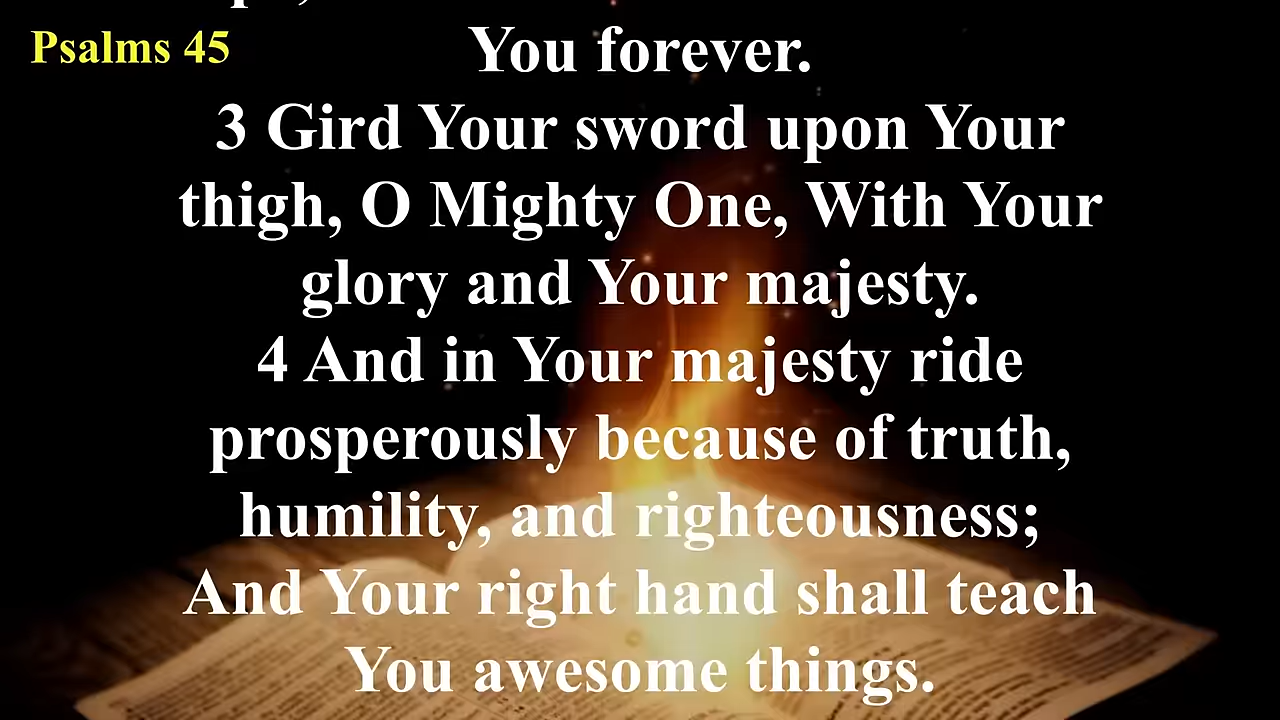 Psalms 45
You forever.
3 Gird Your sword upon Your
thigh, O Mighty One, With Your
glory and Your majesty.
4 And in Your majesty ride
prosperously because of truth,
humility, and righteousness;
And Your right hand shall teach
You awesome things.